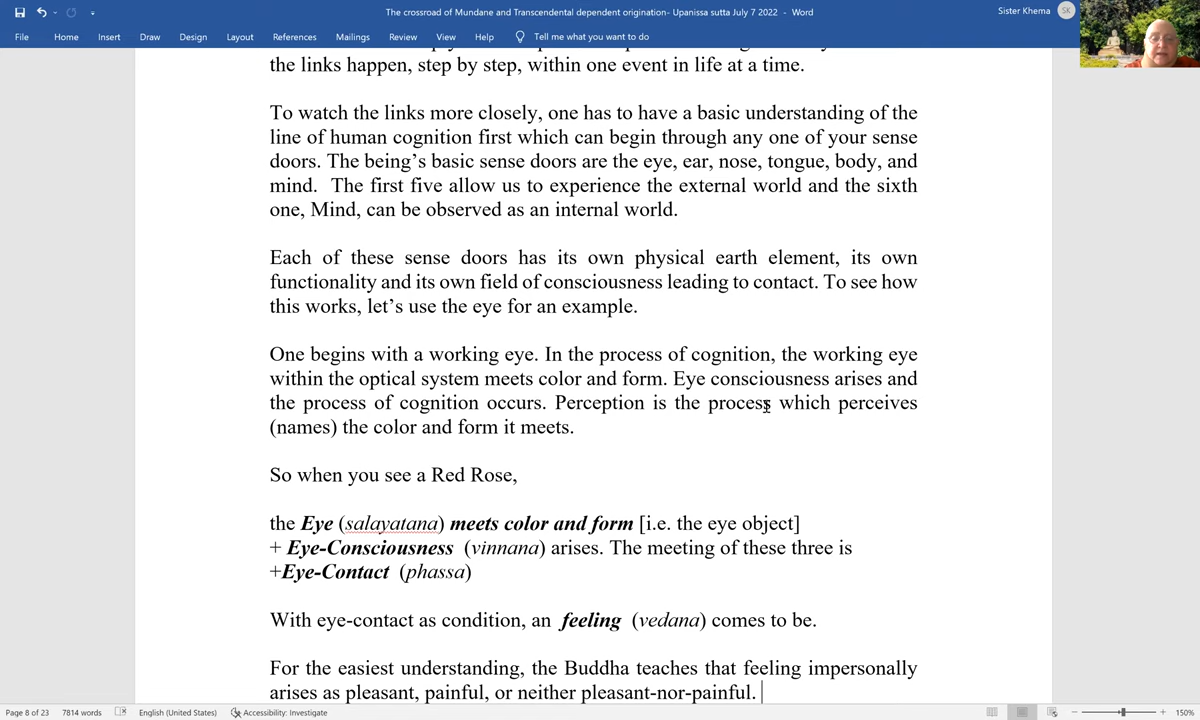 The crossroad of Mundane and Transcendental dependent origination- Upanissa sutta July 7 2022 - Word
Sister Khema SK
File Home Insert Draw Design Layout References Mailings Review View Help Tell me what you want to do
the links happen, step by step, within one event in life at a time.
To watch the links more closely, one has to have a basic understanding of the
line of human cognition first which can begin through any one of your sense
doors. The being’s basic sense doors are the eye, ear, nose, tongue, body, and
mind. The first five allow us to experience the external world and the sixth
one, Mind, can be observed as an internal world.
Each of these sense doors has its own physical earth element, its own
functionality and its own field of consciousness leading to contact. To see how
this works, let’s use the eye for an example.
One begins with a working eye. In the process of cognition, the working eye
within the optical system meets color and form. Eye consciousness arises and
the process of cognition occurs. Perception is the process which perceives
(names) the color and form it meets.
So when you see a Red Rose,
the Eye (salayatana) meets color and form [i.e. the eye object]
+ Eye-Consciousness (vinnana) arises. The meeting of these three is
+Eye-Contact (phassa)
With eye-contact as condition, an feeling (vedana) comes to be.
For the easiest understanding, the Buddha teaches that feeling impersonally
arises as pleasant, painful, or neither pleasant-nor-painful.
Page 8 of 23 7814 words English (United States) Accessibility: Investigate 150%